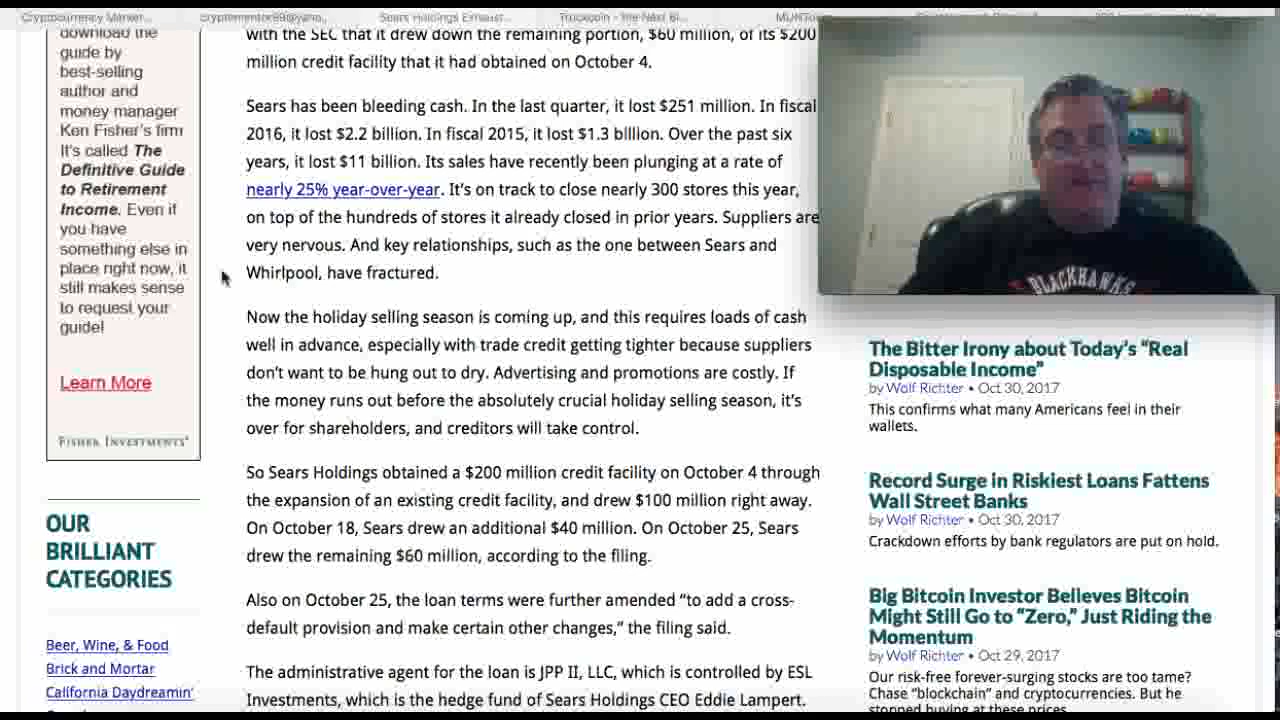 Cryptocurrency Market...
Sears Holdings Exhaust...
download the
guide by
best-selling
author and
money manager
Ken Fisher's firm
It's called The
Definitive Guide
to Retirement
Income. Even if
you have
something else in
place right now, it
still makes sense
to request your
guide!
Learn More
FISHER INVESTMENTS®
OUR
BRILLIANT
CATEGORIES
Beer, Wine, & Food
Brick and Mortar
California Daydreamin'
with the SEC that it drew down the remaining portion, $60 million, of its $200
million credit facility that it had obtained on October 4.
Sears has been bleeding cash. In the last quarter, it lost $251 million. In fiscal
2016, it lost $2.2 billion. In fiscal 2015, it lost $1.3 billion. Over the past six
years, it lost $11 billion. Its sales have recently been plunging at a rate of
nearly 25% year-over-year. It's on track to close nearly 300 stores this year,
on top of the hundreds of stores it already closed in prior years. Suppliers are
very nervous. And key relationships, such as the one between Sears and
Whirlpool, have fractured.
Now the holiday selling season is coming up, and this requires loads of cash
well in advance, especially with trade credit getting tighter because suppliers
don't want to be hung out to dry. Advertising and promotions are costly. If
the money runs out before the absolutely crucial holiday selling season, it's
over for shareholders, and creditors will take control.
So Sears Holdings obtained a $200 million credit facility on October 4 through
the expansion of an existing credit facility, and drew $100 million right away.
On October 18, Sears drew an additional $40 million. On October 25, Sears
drew the remaining $60 million, according to the filing.
Also on October 25, the loan terms were further amended "to add a cross-
default provision and make certain other changes," the filing said.
The administrative agent for the loan is JPP II, LLC, which is controlled by ESL
Investments, which is the hedge fund of Sears Holdings CEO Eddie Lampert.
BLACKHAWKS
The Bitter Irony about Today's "Real
Disposable Income"
by Wolf Richter • Oct 30, 2017
This confirms what many Americans feel in their
wallets.
Record Surge in Riskiest Loans Fattens
Wall Street Banks
by Wolf Richter • Oct 30, 2017
Crackdown efforts by bank regulators are put on hold.
Big Bitcoin Investor Believes Bitcoin
Might Still Go to "Zero," Just Riding the
Momentum
by Wolf Richter • Oct 29, 2017
Our risk-free forever-surging stocks are too tame?
Chase "blockchain" and cryptocurrencies. But he
stopped buying at these prices